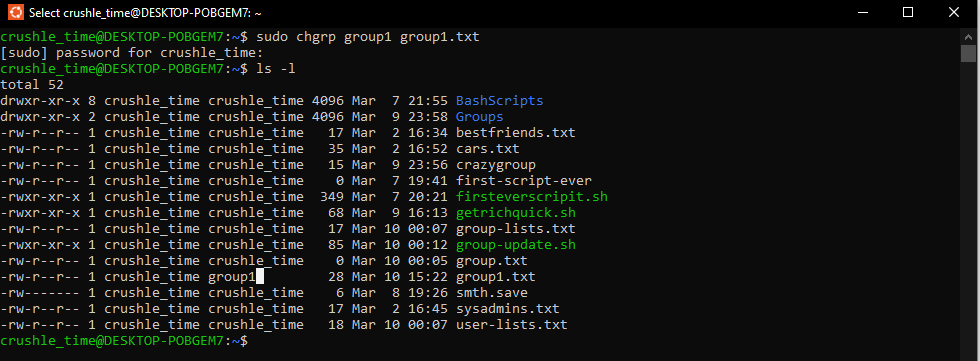 Select crushle_time@DESKTOP-POBGEM7: ~
crushle_time@DESKTOP-POBGEM7:~$ sudo chgrp group1 group1.txt
[sudo] password for crushle_time:
crushle_time@DESKTOP-POBGEM7:~$ ls -l
total 52
drwxr-xr-x 8 crushle_time crushle_time 4096 Mar  7 21:55 BashScripts
drwxr-xr-x 2 crushle_time crushle_time 4096 Mar  9 23:58 Groups
-rw-r--r-- 1 crushle_time crushle_time   17 Mar  2 16:34 bestfriends.txt
-rw-r--r-- 1 crushle_time crushle_time   35 Mar  2 16:52 cars.txt
-rw-r--r-- 1 crushle_time crushle_time   15 Mar  9 23:56 crazygroup
-rw-r--r-- 1 crushle_time crushle_time    0 Mar  7 19:41 first-script-ever
-rwxr-xr-x 1 crushle_time crushle_time  349 Mar  7 20:21 firsteverscripit.sh
-rwxr-xr-x 1 crushle_time crushle_time   68 Mar  9 16:13 getrichquick.sh
-rw-r--r-- 1 crushle_time crushle_time   17 Mar 10 00:07 group-lists.txt
-rwxr-xr-x 1 crushle_time crushle_time   85 Mar 10 00:12 group-update.sh
-rw-r--r-- 1 crushle_time crushle_time    0 Mar 10 00:05 group.txt
-rw-r--r-- 1 crushle_time group1         28 Mar 10 15:22 group1.txt
-rw------- 1 crushle_time crushle_time    6 Mar  8 19:26 smth.save
-rw-r--r-- 1 crushle_time crushle_time   17 Mar  2 16:45 sysadmins.txt
-rw-r--r-- 1 crushle_time crushle_time   18 Mar 10 00:07 user-lists.txt
crushle_time@DESKTOP-POBGEM7:~$